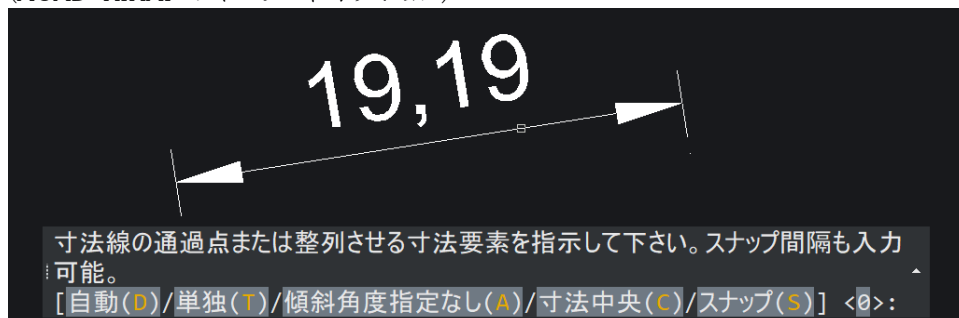 19,19
寸法線の通過点または整列させる寸法要素を指示して下さい。スナップ間隔も入力
可能。
[自動(D)/単独(T)/傾斜角度指定なし(A)/寸法中央(C)/スナップ(S)] <0>: